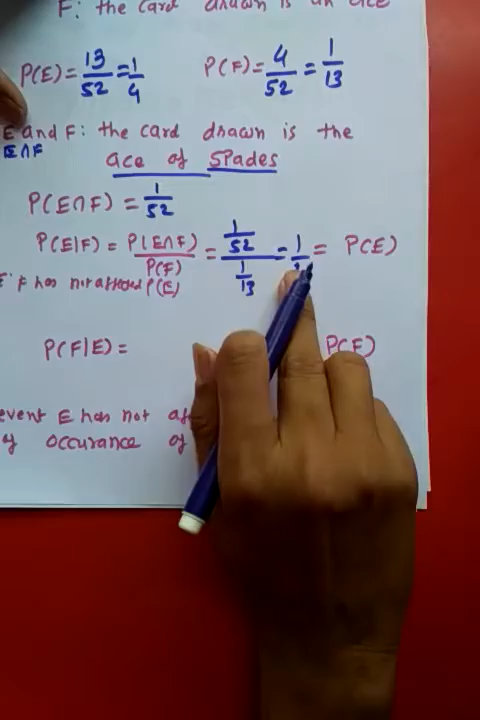 F: the card drawn is an ace
P(E) = 13/52 = 1/4 P(F) = 4/52 = 1/13
E and F: the card drawn is the
E∩F ace of spades
P(E∩F) = 1/52
P(E|F) = P(E∩F)/P(F) = (1/52)/(1/13) = 1/ = P(E)
F has not affected P(E)
P(F|E) = P(F)
event E has not
occurance of